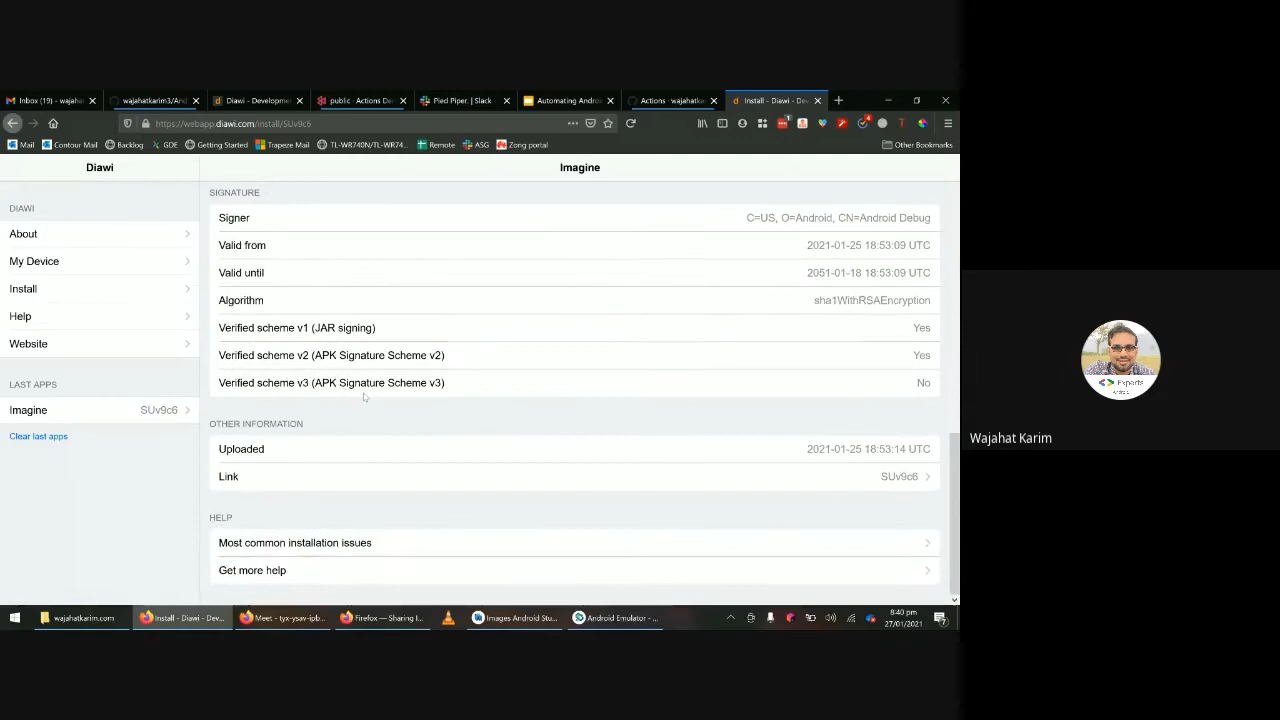 Inbox (19) - wajaha
wajahatkarim3/And
Diawi - Developmen
public · Actions De
Pied Piper. | Slack
Automating Androi
Actions · wajahatk
Install - Diawi - Dev
https://webapp.diawi.com/install/SUv9c6
Mail
Contour Mail
Backlog
GDE
Getting Started
Trapeze Mail
TL-WR740N/TL-WR74...
Remote
ASG
Zong portal
Other Bookmarks
Diawi
Imagine
DIAWI
About
My Device
Install
Help
Website
LAST APPS
Imagine SUv9c6
Clear last apps
SIGNATURE
Signer C=US, O=Android, CN=Android Debug
Valid from 2021-01-25 18:53:09 UTC
Valid until 2051-01-18 18:53:09 UTC
Algorithm sha1WithRSAEncryption
Verified scheme v1 (JAR signing) Yes
Verified scheme v2 (APK Signature Scheme v2) Yes
Verified scheme v3 (APK Signature Scheme v3) No
OTHER INFORMATION
Uploaded 2021-01-25 18:53:14 UTC
Link SUv9c6
HELP
Most common installation issues
Get more help
Experts
Android
Wajahat Karim
wajahatkarim.com
Install - Diawi - Dev...
Meet - tyx-ysav-ipb...
Firefox — Sharing I...
Images Android Stu...
Android Emulator - ...
8:40 pm
27/01/2021